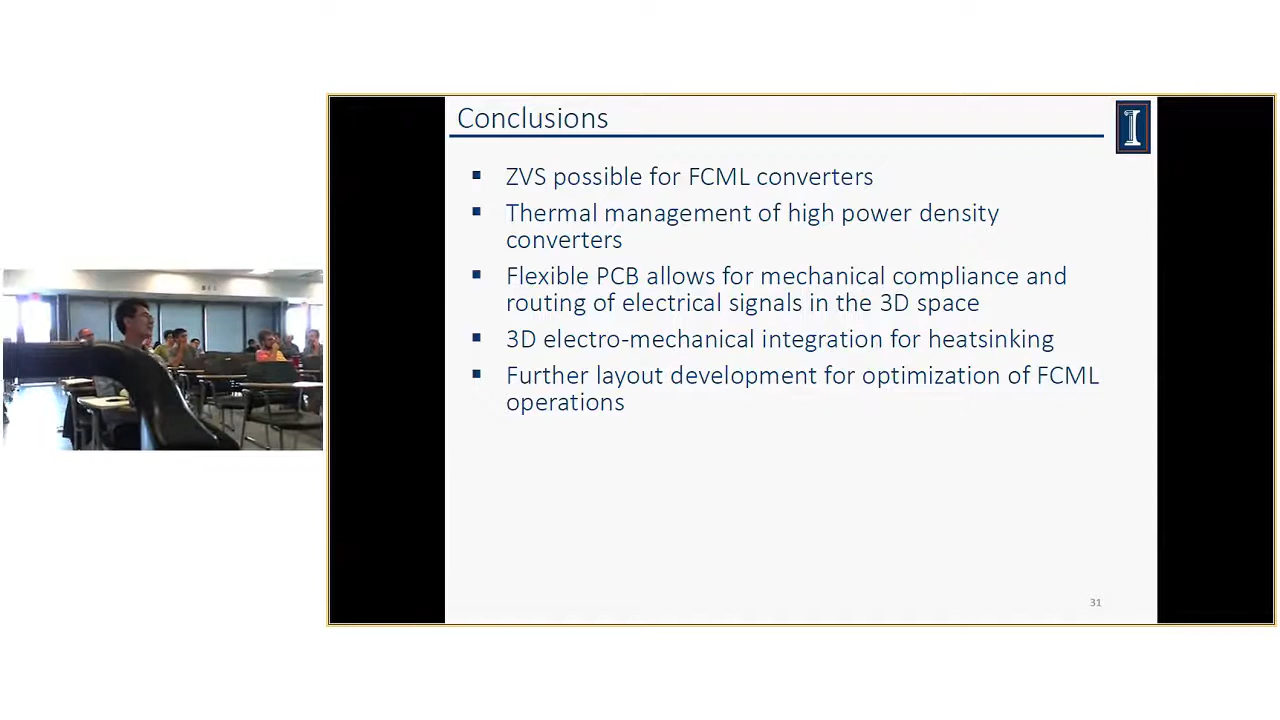 Conclusions
I
▪ ZVS possible for FCML converters
▪ Thermal management of high power density
converters
▪ Flexible PCB allows for mechanical compliance and
routing of electrical signals in the 3D space
▪ 3D electro-mechanical integration for heatsinking
▪ Further layout development for optimization of FCML
operations
31